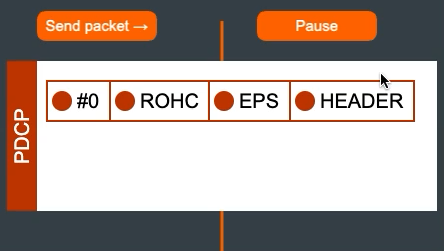 Send packet →
Pause
PDCP
#0 ROHC EPS HEADER